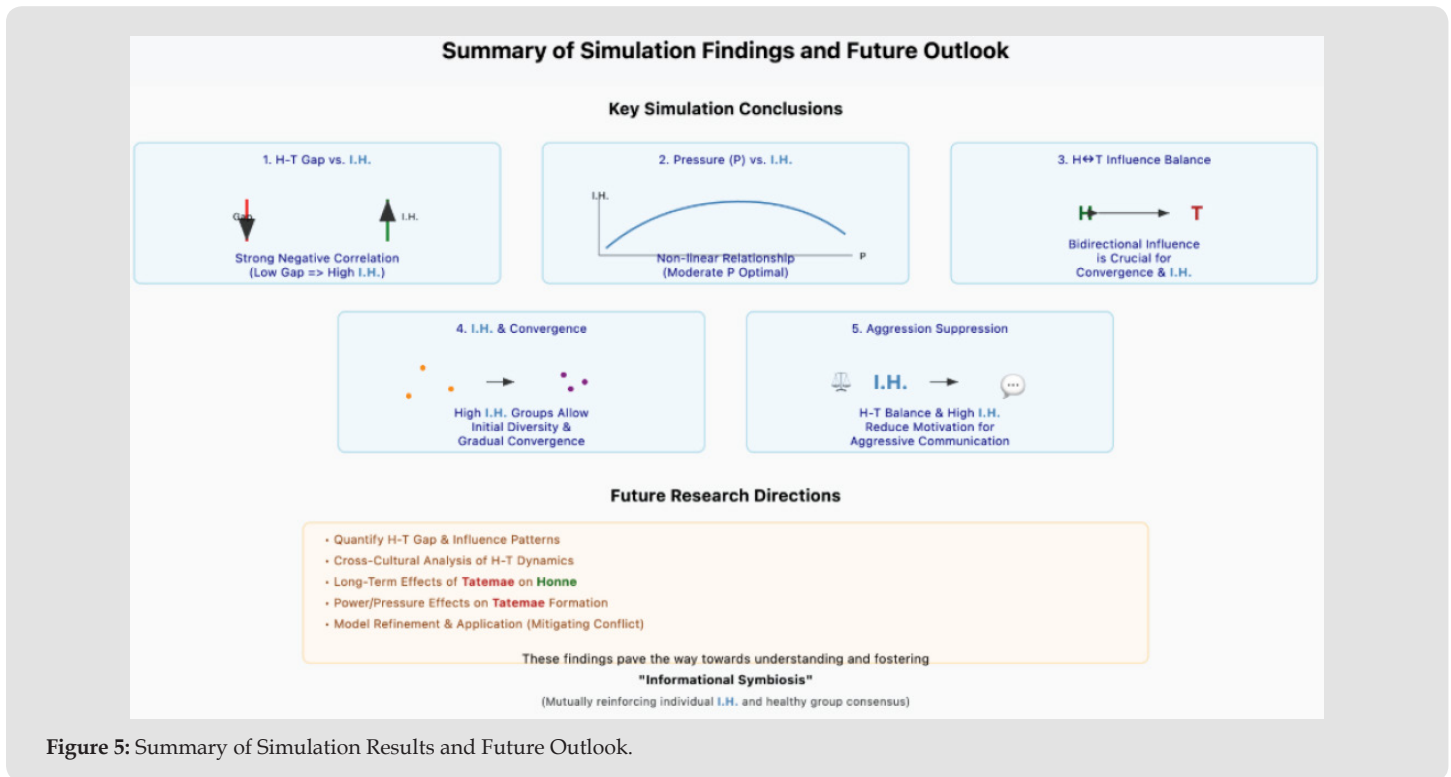 Summary of Simulation Findings and Future Outlook
Key Simulation Conclusions
1. H-T Gap vs. I.H.
Gap
I.H.
Strong Negative Correlation
(Low Gap => High I.H.)
2. Pressure (P) vs. I.H.
I.H.
P
Non-linear Relationship
(Moderate P Optimal)
3. H⇔T Influence Balance
H
T
Bidirectional Influence
is Crucial for
Convergence & I.H.
4. I.H. & Convergence
High I.H. Groups Allow
Initial Diversity &
Gradual Convergence
5. Aggression Suppression
I.H.
H-T Balance & High I.H.
Reduce Motivation for
Aggressive Communication
Future Research Directions
• Quantify H-T Gap & Influence Patterns
• Cross-Cultural Analysis of H-T Dynamics
• Long-Term Effects of Tatemae on Honne
• Power/Pressure Effects on Tatemae Formation
• Model Refinement & Application (Mitigating Conflict)
These findings pave the way towards understanding and fostering
"Informational Symbiosis"
(Mutually reinforcing individual I.H. and healthy group consensus)
Figure 5: Summary of Simulation Results and Future Outlook.